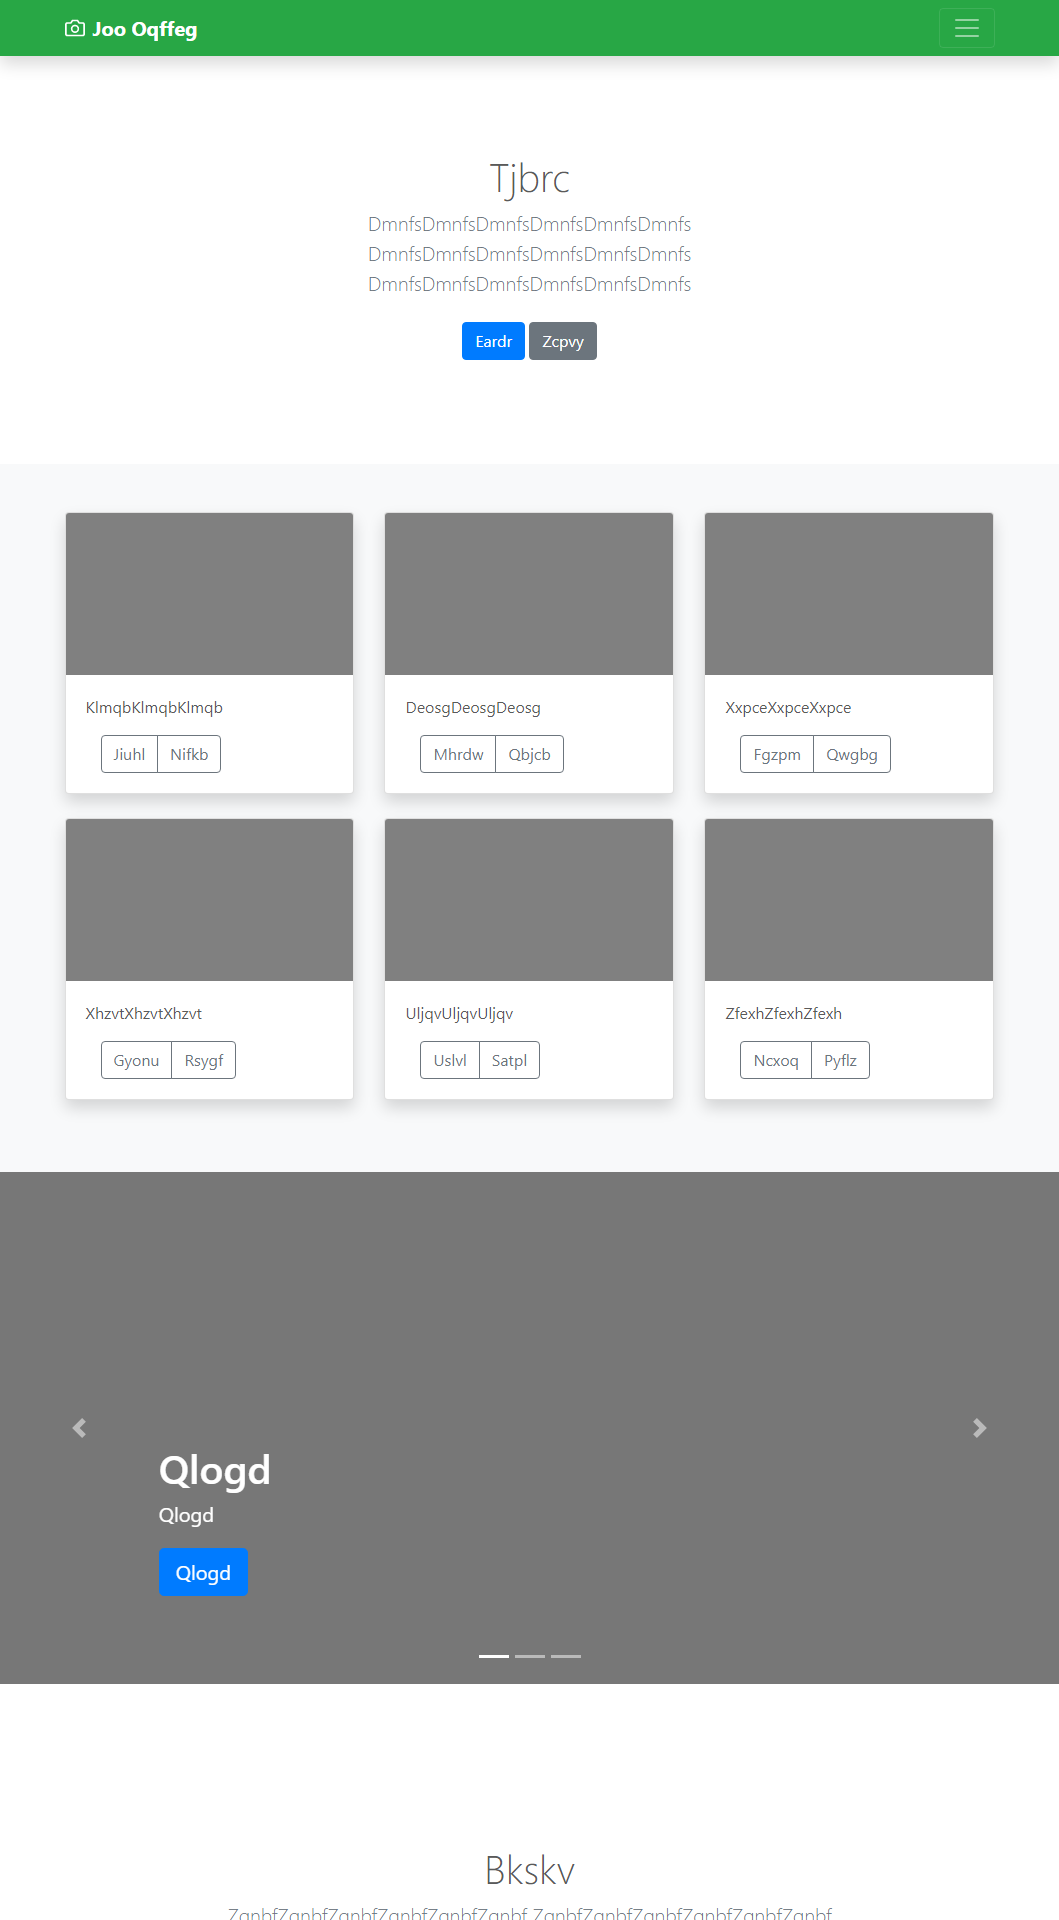 Joo Oqffeg
Tjbrc
DmnfsDmnfsDmnfsDmnfsDmnfsDmnfs
DmnfsDmnfsDmnfsDmnfsDmnfsDmnfs
DmnfsDmnfsDmnfsDmnfsDmnfsDmnfs
Eardr Zcpvy
KlmqbKlmqbKlmqb
Jiuhl Nifkb
DeosgDeosgDeosg
Mhrdw Qbjcb
XxpceXxpceXxpce
Fgzpm Qwgbg
XhzvtXhzvtXhzvt
Gyonu Rsygf
UljqvUljqvUljqv
Uslvl Satpl
ZfexhZfexhZfexh
Ncxoq Pyflz
Qlogd
Qlogd
Qlogd
Bkskv